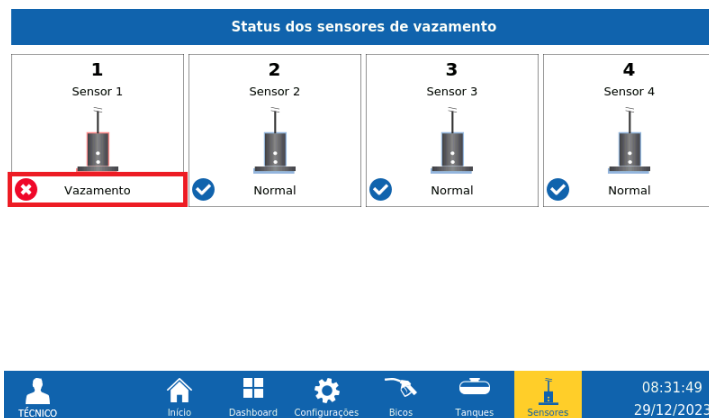 Status dos sensores de vazamento
1
Sensor 1
Vazamento
2
Sensor 2
Normal
3
Sensor 3
Normal
4
Sensor 4
Normal
TÉCNICO
Início
Dashboard
Configurações
Bicos
Tanques
Sensores
08:31:49
29/12/2023